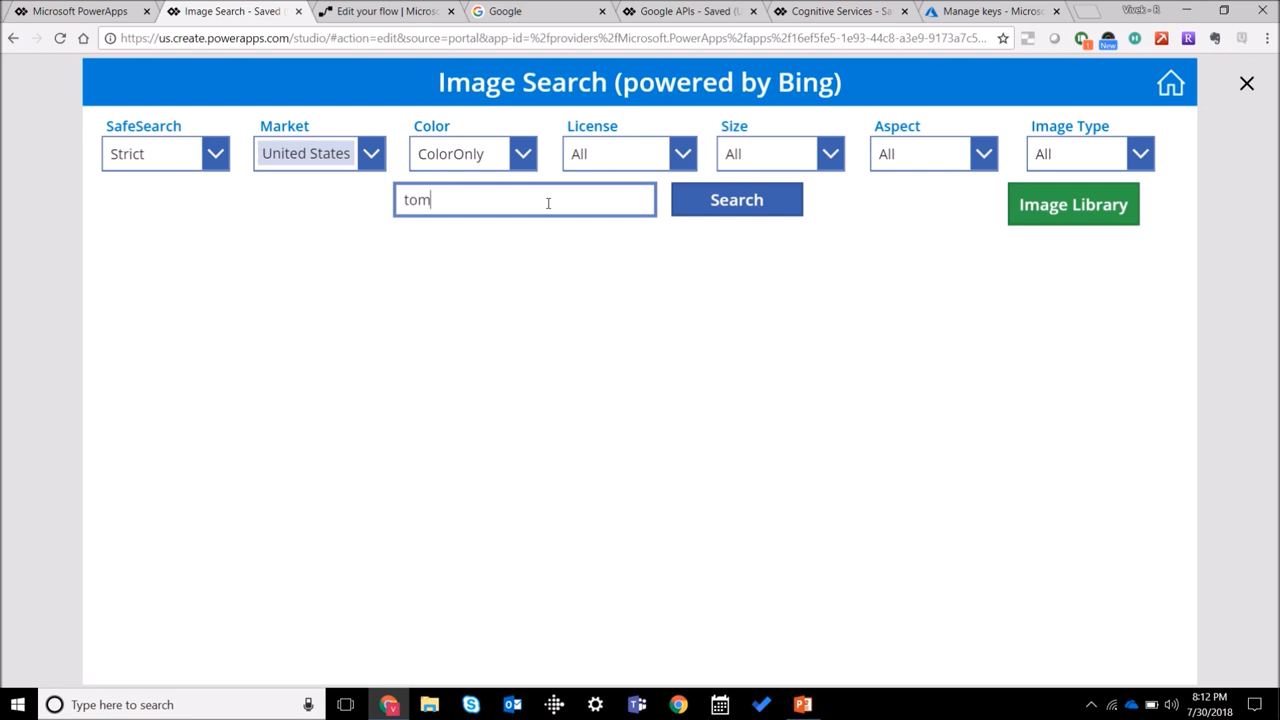 Microsoft PowerApps
Image Search - Saved (
Edit your flow | Micros
Google
Google APIs - Saved (U
Cognitive Services - Sa
Manage keys - Micros
Vivek - R
https://us.create.powerapps.com/studio/#action=edit&source=portal&app-id=%2fproviders%2fMicrosoft.PowerApps%2fapps%2f16ef5fe5-1e93-44c8-a3e9-9173a7c5...
New
Image Search (powered by Bing)
SafeSearch Market Color License Size Aspect Image Type
Strict United States ColorOnly All All All All
tom Search Image Library
Type here to search
8:12 PM
7/30/2018